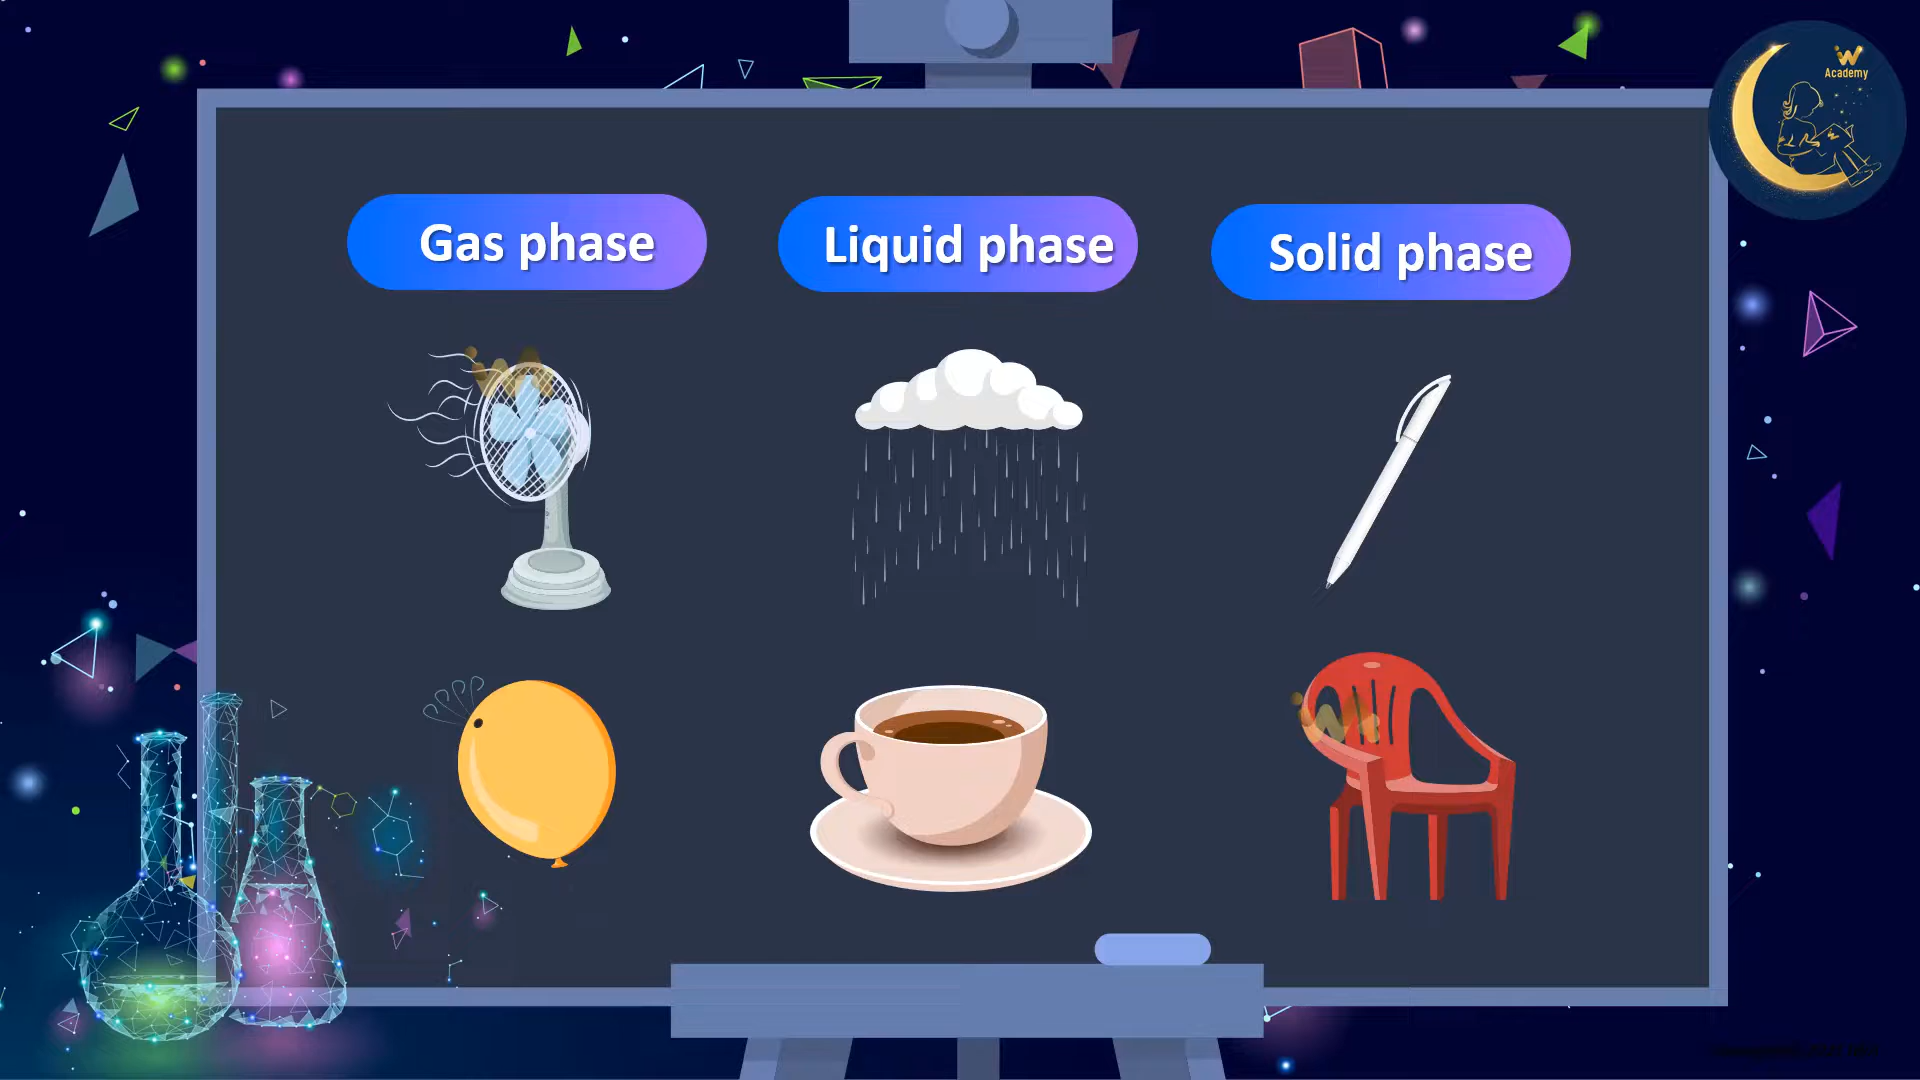 W
Academy
Gas phase
Liquid phase
Solid phase